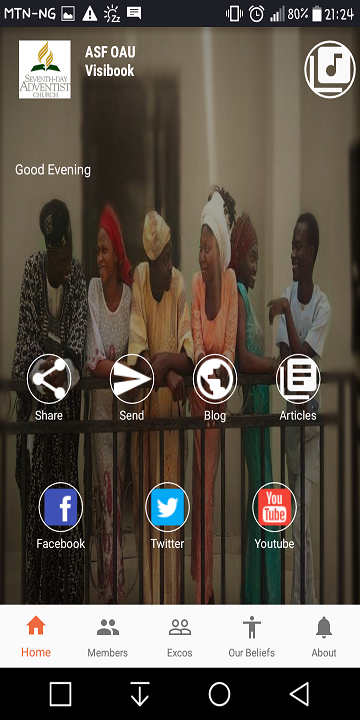 MTN-NG
80%
21:24
SEVENTH-DAY
ADVENTIST
CHURCH
ASF OAU
Visibook
Good Evening
Share
Send
Blog
Articles
You
Tube
Facebook
Twitter
Youtube
Home
Members
Excos
Our Beliefs
About